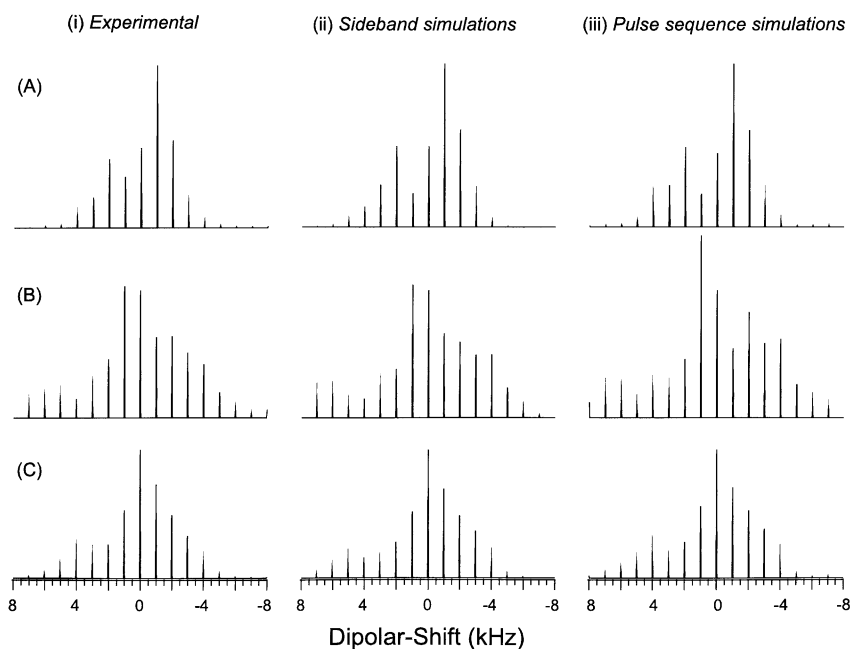 (i) Experimental
(ii) Sideband simulations
(iii) Pulse sequence simulations
(A)
(B)
(C)
8 4 0 -4 -8
8 4 0 -4 -8
8 4 0 -4 -8
Dipolar-Shift (kHz)